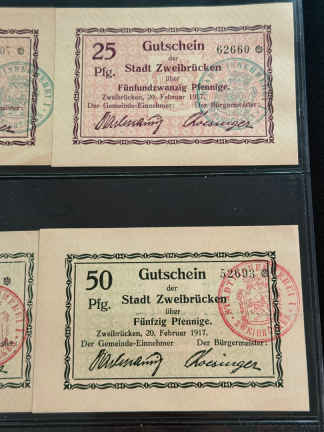 25 Pfg.
Gutschein
62660
der
Stadt Zweibrücken
über
Fünfundzwanzig Pfennige.
Zweibrücken, 20. Februar 1917.
Der Gemeinde-Einnehmer: Der Bürgermeister:
Roesinger
50 Pfg.
Gutschein
52693
der
Stadt Zweibrücken
über
Fünfzig Pfennige.
Zweibrücken, 20. Februar 1917.
Der Gemeinde-Einnehmer Der Bürgermeister:
Roesinger